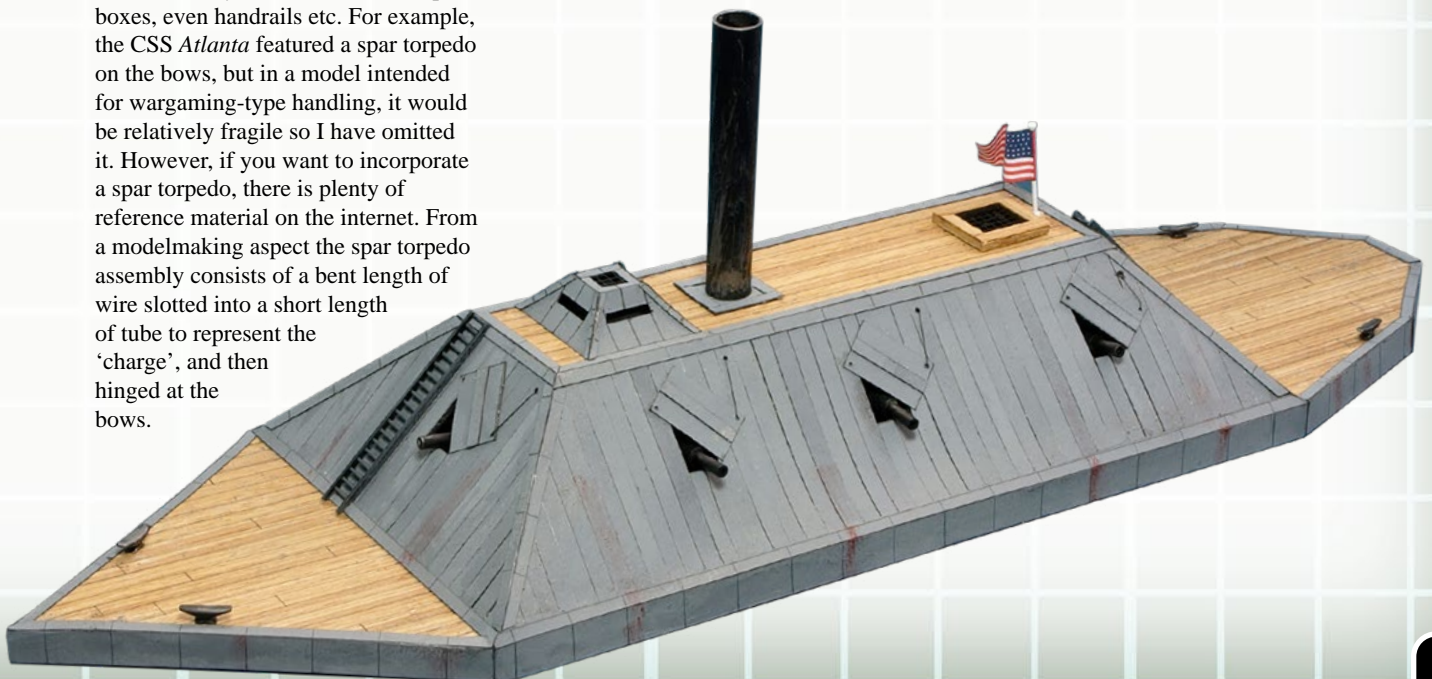 boxes, even handrails etc. For example,
the CSS Atlanta featured a spar torpedo
on the bows, but in a model intended
for wargaming-type handling, it would
be relatively fragile so I have omitted
it. However, if you want to incorporate
a spar torpedo, there is plenty of
reference material on the internet. From
a modelmaking aspect the spar torpedo
assembly consists of a bent length of
wire slotted into a short length
of tube to represent the
‘charge’, and then
hinged at the
bows.